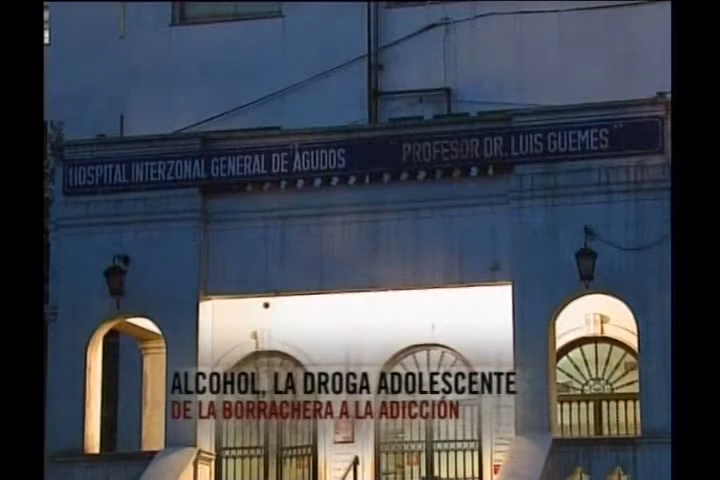 HOSPITAL INTERZONAL GENERAL DE AGUDOS "PROFESOR DR. LUIS GUEMES"
ALCOHOL, LA DROGA ADOLESCENTE
DE LA BORRACHERA A LA ADICCIÓN